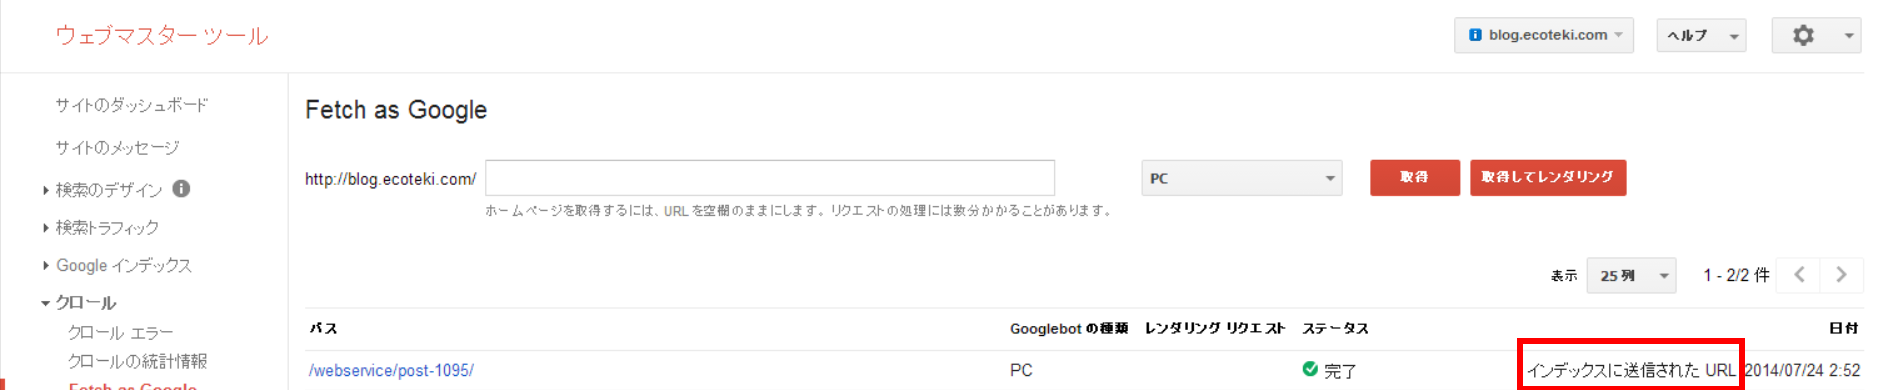 ウェブマスター ツール
blog.ecoteki.com
ヘルプ
サイトのダッシュボード
サイトのメッセージ
検索のデザイン
検索トラフィック
Google インデックス
クロール
クロール エラー
クロールの統計情報
Fetch as Google
Fetch as Google
http://blog.ecoteki.com/
PC
取得
取得してレンダリング
ホームページを取得するには、URL を空欄のままにします。リクエストの処理には数分かかることがあります。
表示 25 列 1 - 2/2 件
パス Googlebot の種類 レンダリング リクエスト ステータス 日付
/webservice/post-1095/ PC 完了 インデックスに送信された URL 2014/07/24 2:52